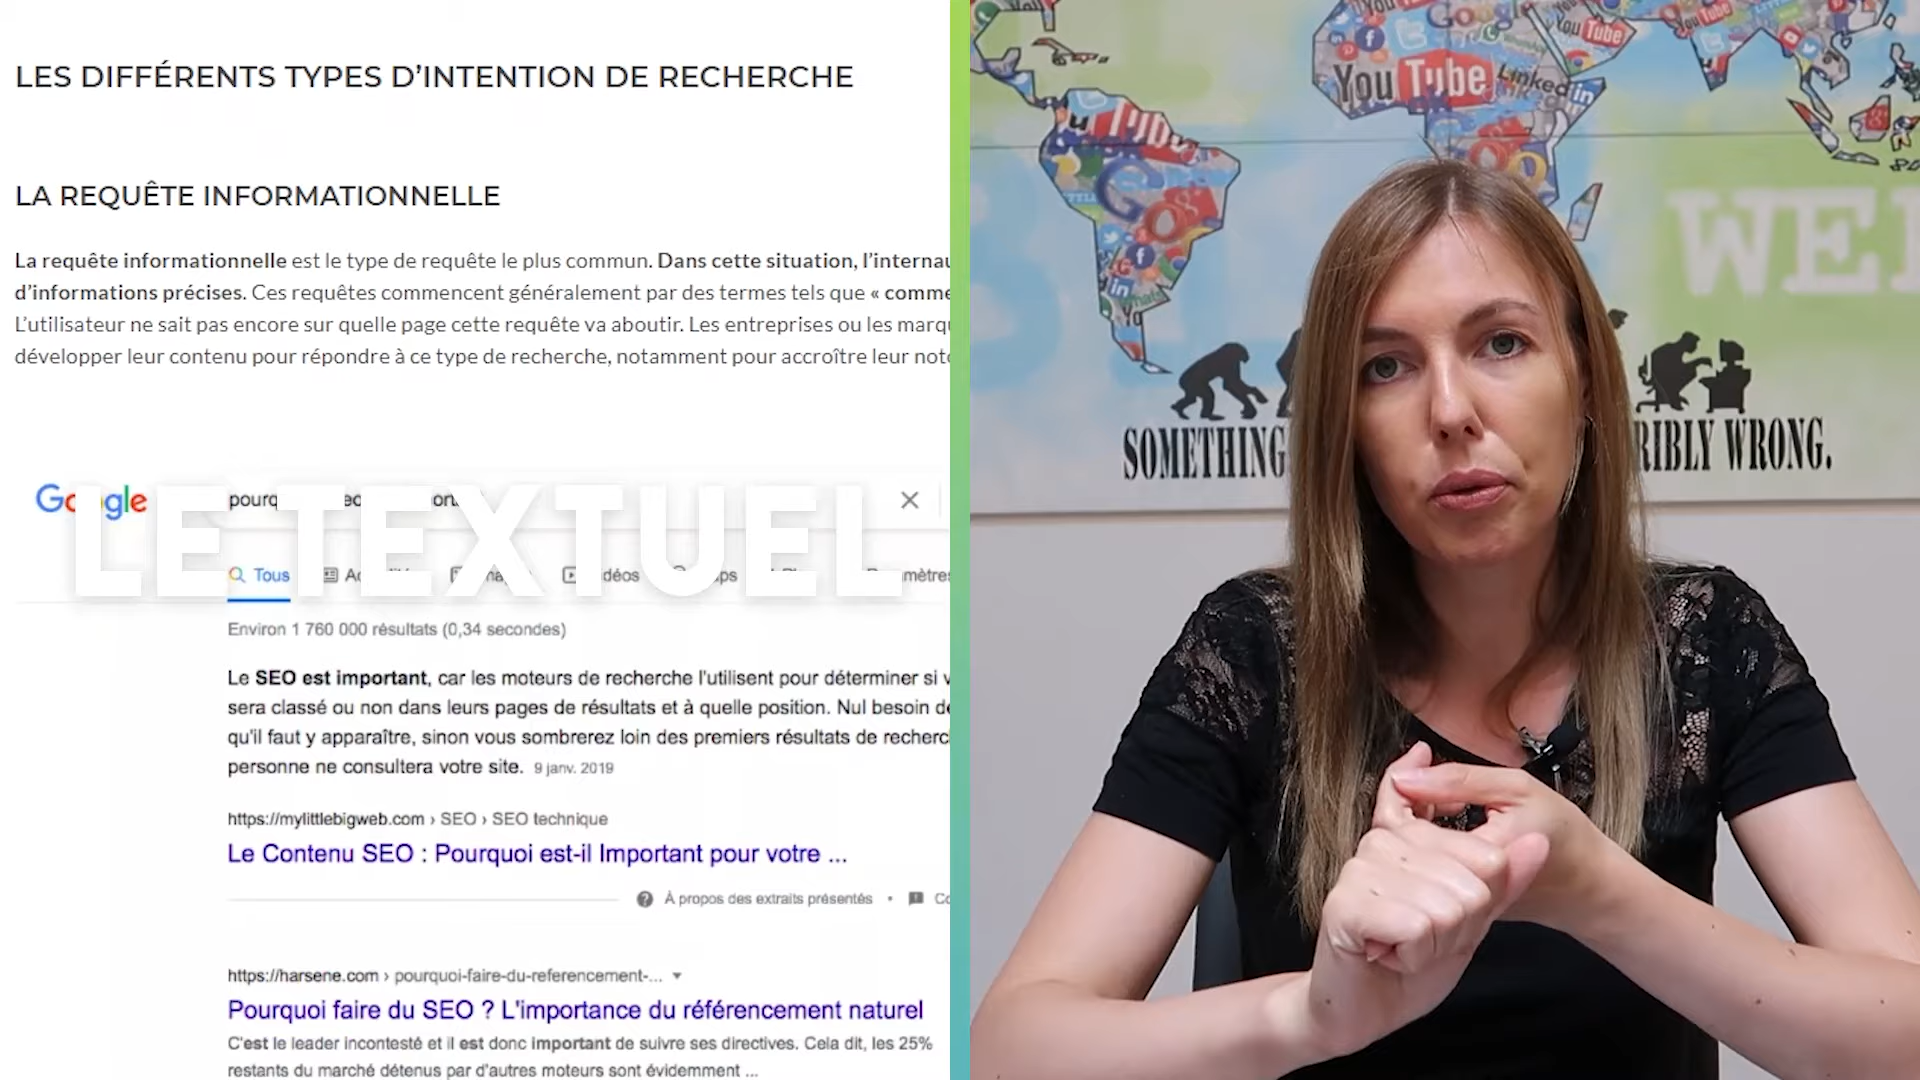 LES DIFFÉRENTS TYPES D’INTENTION DE RECHERCHE
LA REQUÊTE INFORMATIONNELLE
La requête informationnelle est le type de requête le plus commun. Dans cette situation, l’internau
d’informations précises. Ces requêtes commencent généralement par des termes tels que « comme
L’utilisateur ne sait pas encore sur quelle page cette requête va aboutir. Les entreprises ou les marqu
développer leur contenu pour répondre à ce type de recherche, notamment pour accroître leur noto
Google
LE TEXTUEL
Tous
Environ 1 760 000 résultats (0,34 secondes)
Le SEO est important, car les moteurs de recherche l'utilisent pour déterminer si v
sera classé ou non dans leurs pages de résultats et à quelle position. Nul besoin de
qu'il faut y apparaître, sinon vous sombrerez loin des premiers résultats de recherc
personne ne consultera votre site. 9 janv. 2019
https://mylittlebigweb.com › SEO › SEO technique
Le Contenu SEO : Pourquoi est-il Important pour votre ...
À propos des extraits présentés • Co
https://harsene.com › pourquoi-faire-du-referencement-...
Pourquoi faire du SEO ? L'importance du référencement naturel
C'est le leader incontesté et il est donc important de suivre ses directives. Cela dit, les 25%
restants du marché détenus par d'autres moteurs sont évidemment ...
YouTube
Google
You Tube
You Tube LinkedIn
WE
SOMETHING
RIBLY WRONG.